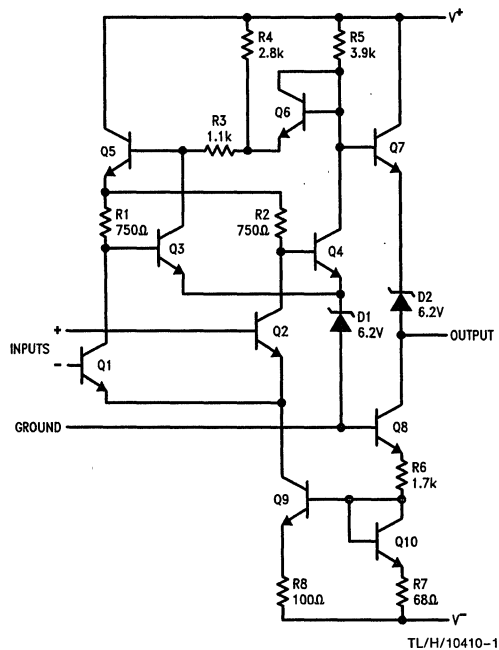 V+
R4
2.8k
R5
3.9k
Q6
R3
1.1k
Q5
Q7
R1
750Ω
Q3
R2
750Ω
Q4
D1
6.2V
D2
6.2V
+
Q2
OUTPUT
INPUTS
−
Q1
GROUND
Q8
R6
1.7k
Q9
Q10
R8
100Ω
R7
68Ω
V−
TL/H/10410-1